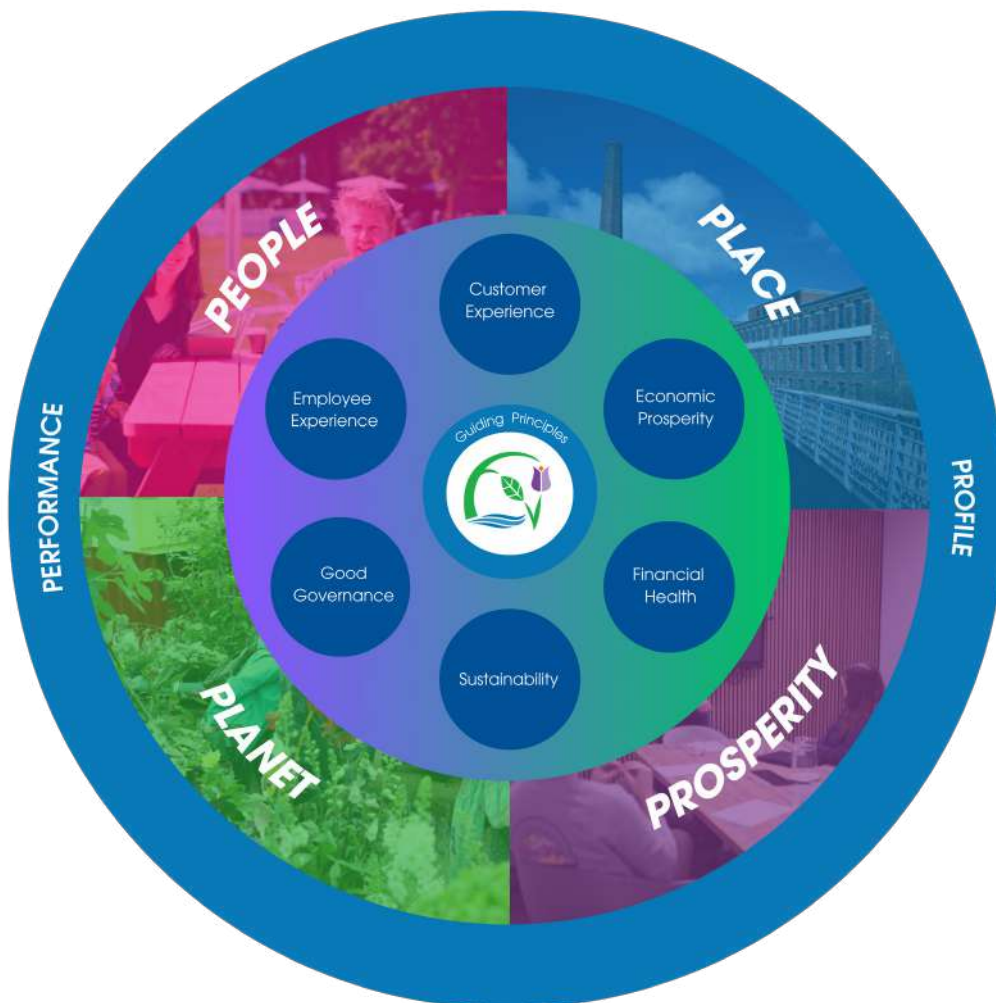 PEOPLE
PLACE
PERFORMANCE
PROFILE
Customer
Experience
Employee
Experience
Economic
Prosperity
Guiding Principles
Good
Governance
Financial
Health
Sustainability
PLANET
PROSPERITY